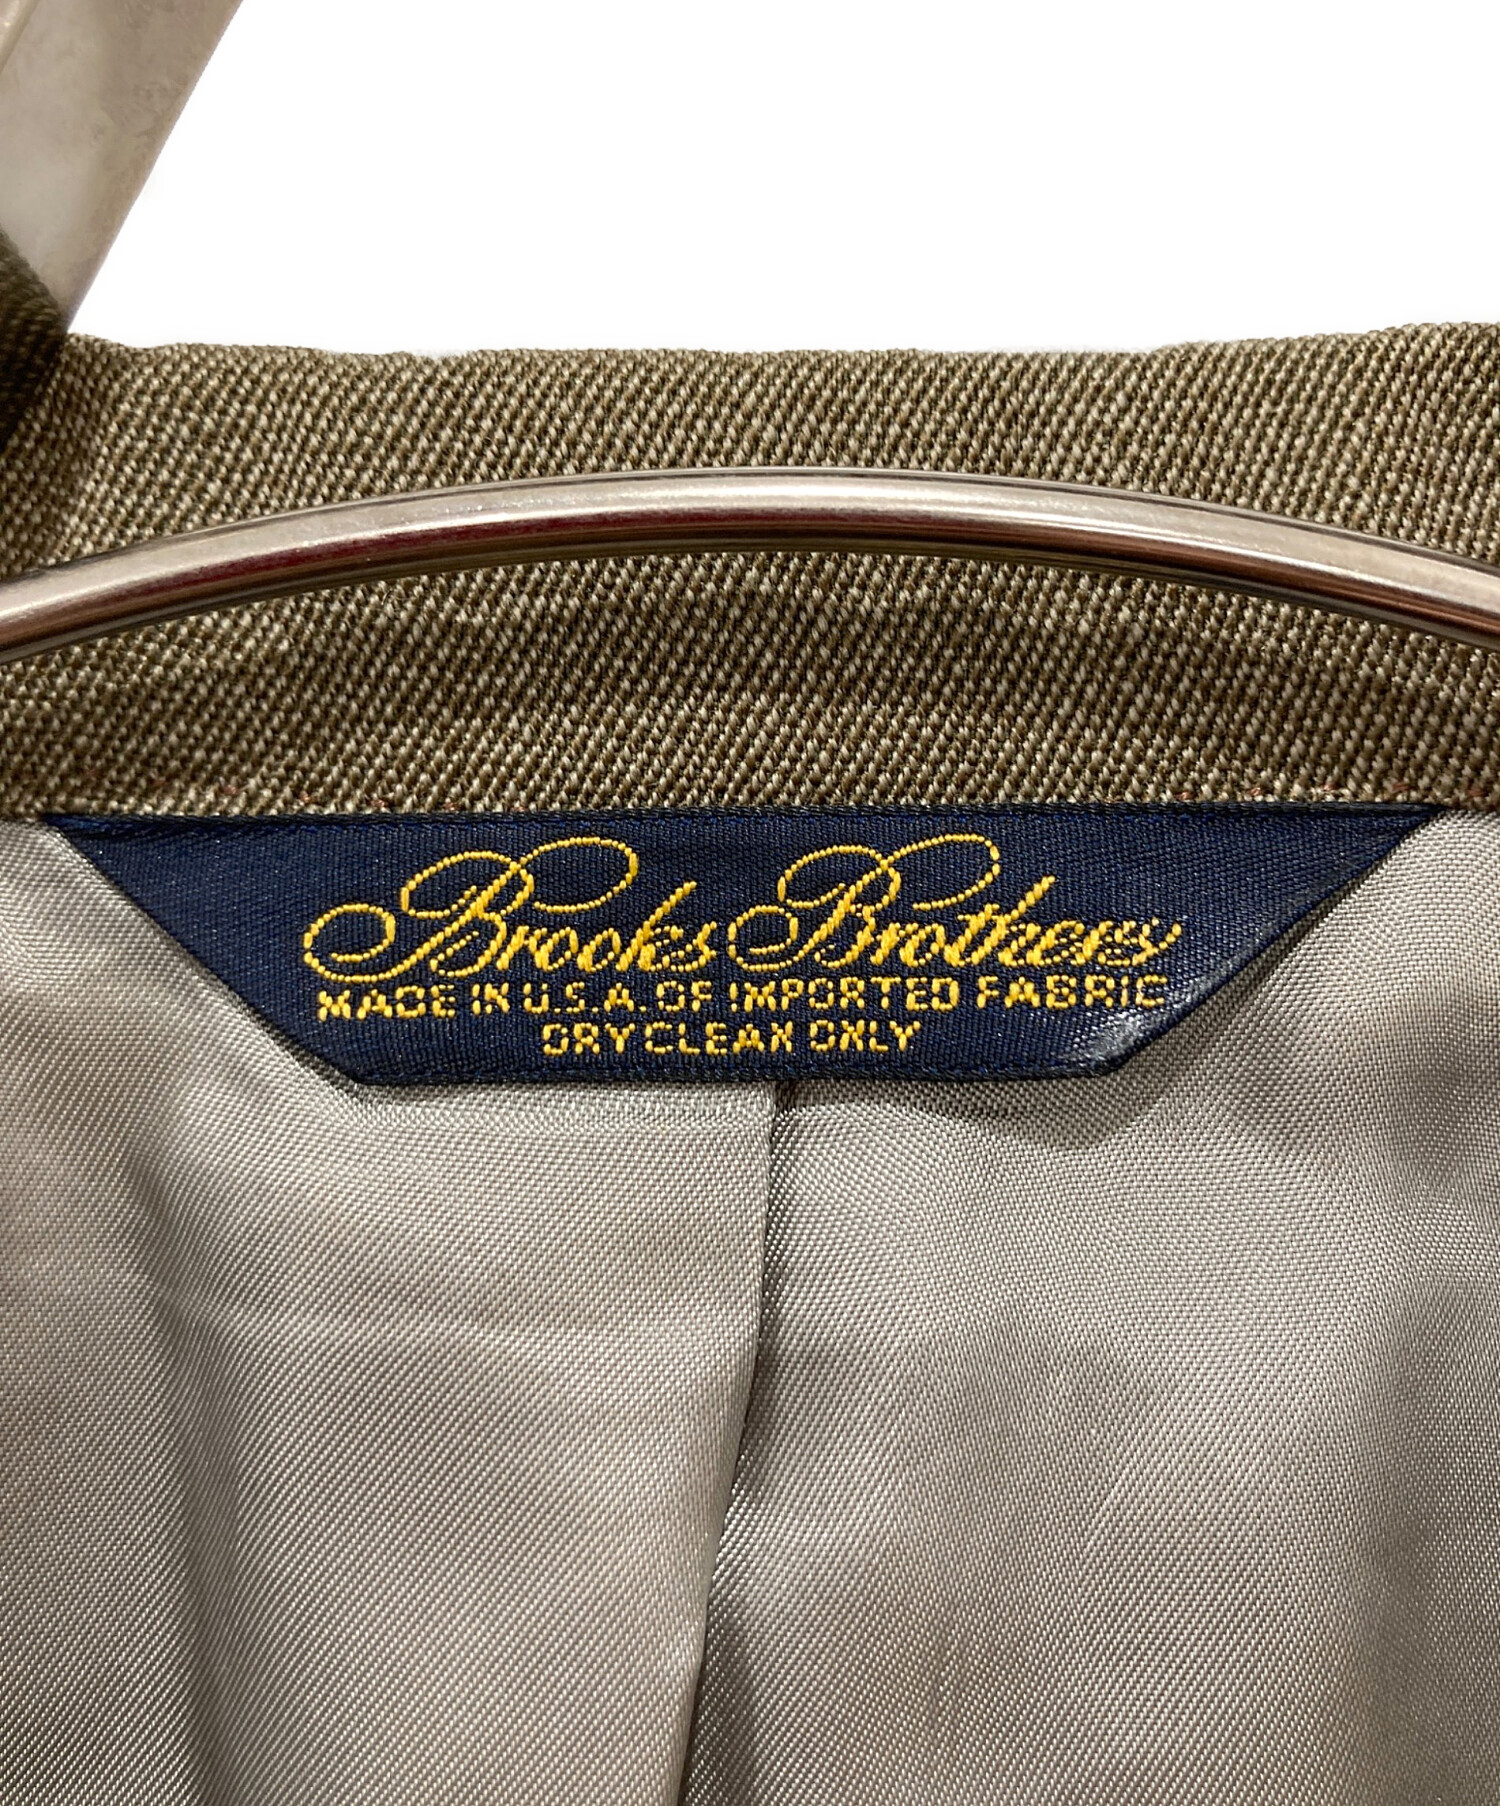 Brooks Brothers
MADE IN U.S.A. OF IMPORTED FABRIC
DRY CLEAN ONLY